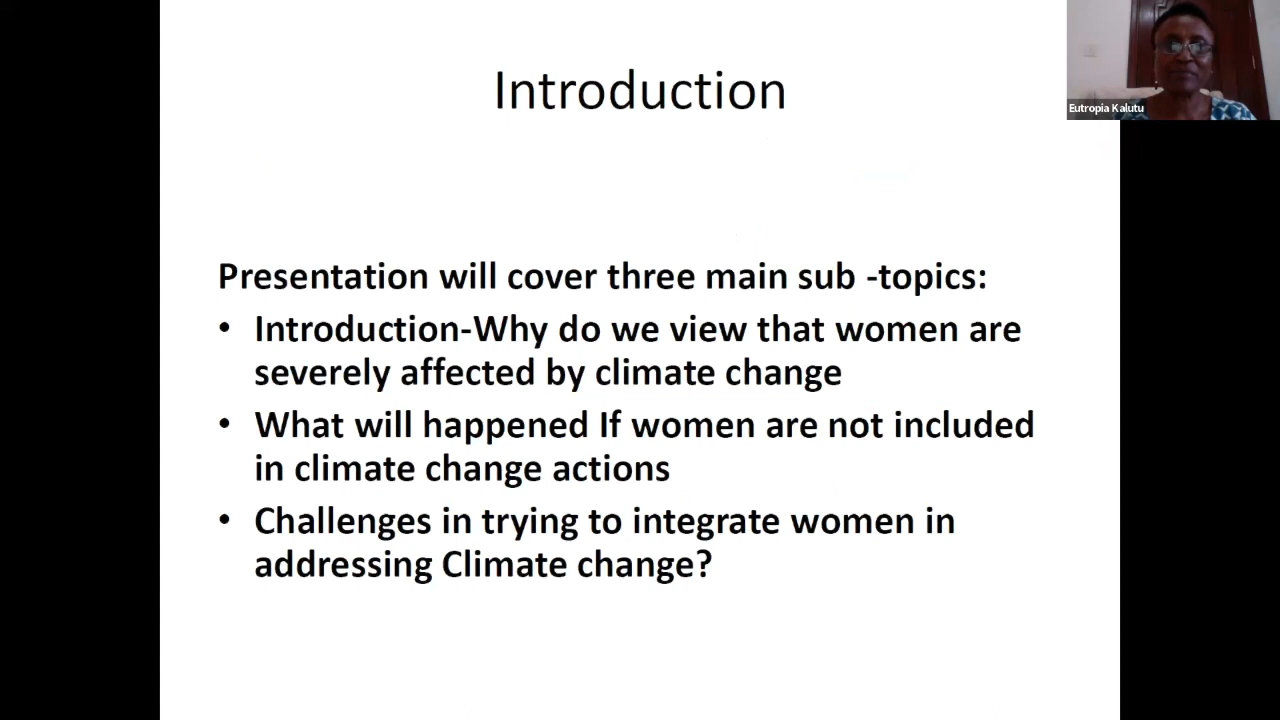 Introduction
Eutropia Kalutu
Presentation will cover three main sub -topics:
• Introduction-Why do we view that women are
severely affected by climate change
• What will happened If women are not included
in climate change actions
• Challenges in trying to integrate women in
addressing Climate change?